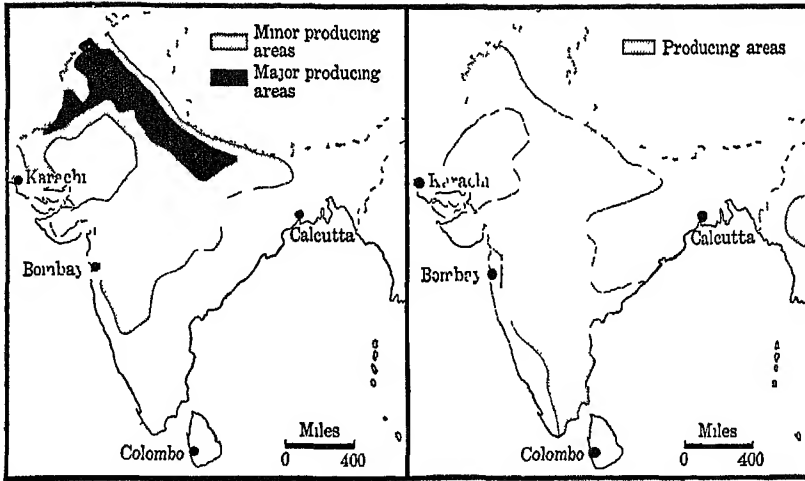 Minor producing
areas
Major producing
areas
Karachi
Calcutta
Bombay
Colombo
Miles
0 400
Producing areas
Karachi
Calcutta
Bombay
Colombo
Miles
0 400